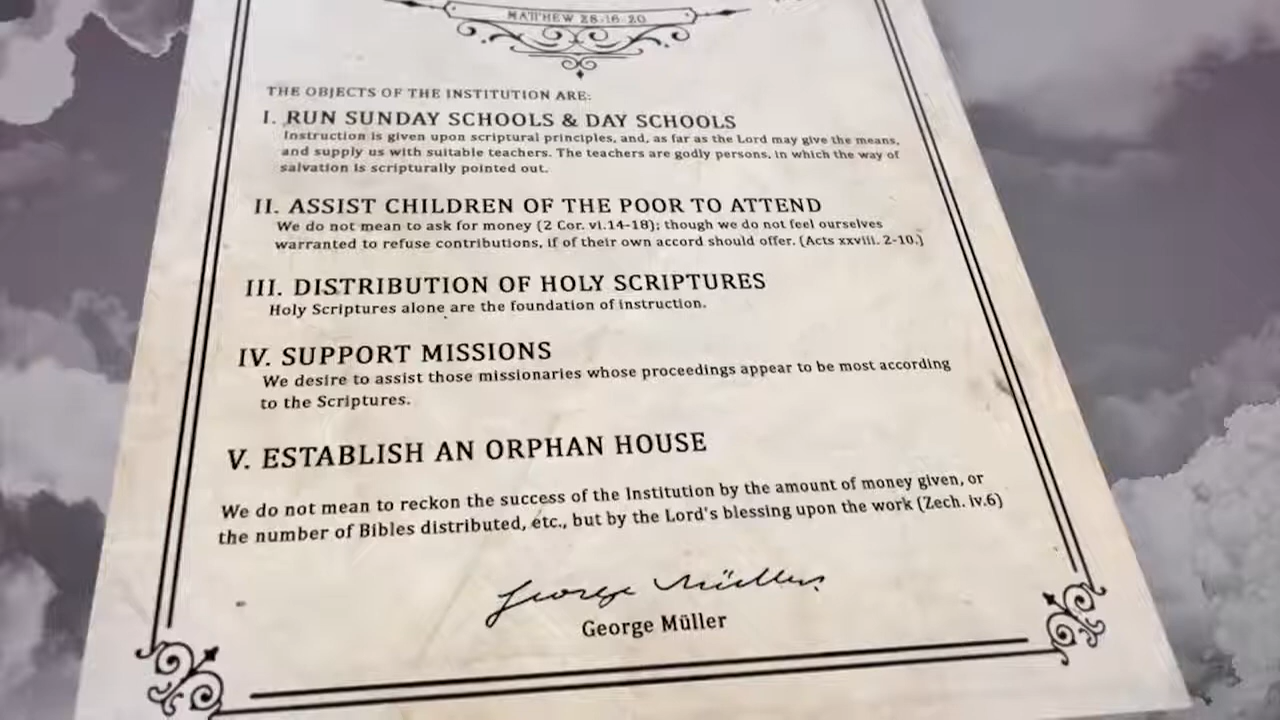 MATTHEW 28:16-20
THE OBJECTS OF THE INSTITUTION ARE:
I. RUN SUNDAY SCHOOLS & DAY SCHOOLS
Instruction is given upon scriptural principles, and, as far as the Lord may give the means,
and supply us with suitable teachers. The teachers are godly persons, in which the way of
salvation is scripturally pointed out.
II. ASSIST CHILDREN OF THE POOR TO ATTEND
We do not mean to ask for money (2 Cor. vi.14-18); though we do not feel ourselves
warranted to refuse contributions, if of their own accord should offer. (Acts xxviii. 2-10.)
III. DISTRIBUTION OF HOLY SCRIPTURES
Holy Scriptures alone are the foundation of instruction.
IV. SUPPORT MISSIONS
We desire to assist those missionaries whose proceedings appear to be most according
to the Scriptures.
V. ESTABLISH AN ORPHAN HOUSE
We do not mean to reckon the success of the Institution by the amount of money given, or
the number of Bibles distributed, etc., but by the Lord's blessing upon the work (Zech. iv.6)
George Müller
George Müller